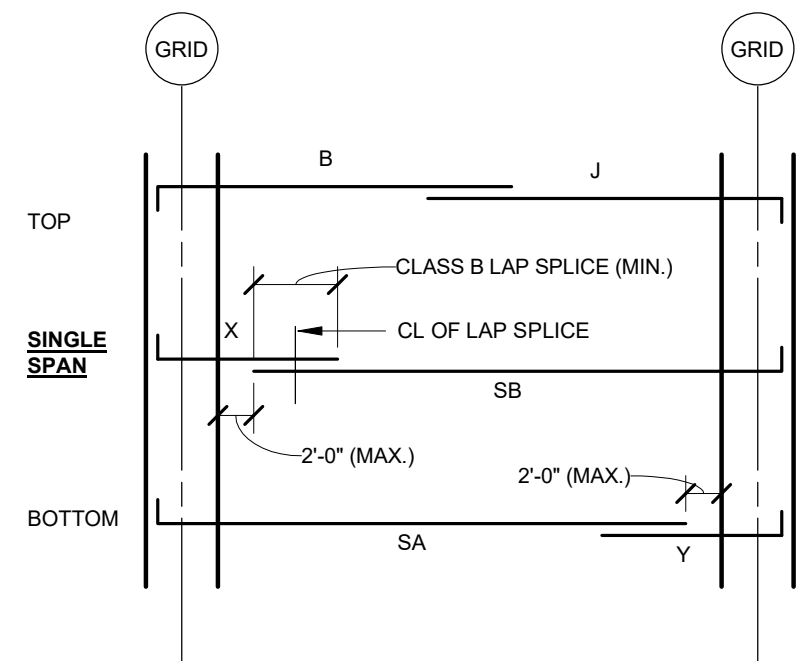 GRID
GRID
B
J
TOP
CLASS B LAP SPLICE (MIN.)
X
CL OF LAP SPLICE
SINGLE
SPAN
SB
2'-0" (MAX.)
2'-0" (MAX.)
BOTTOM
SA
Y